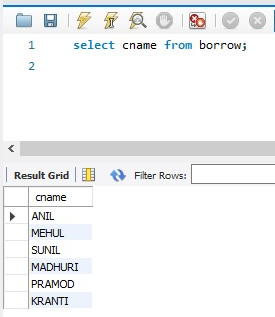 1 select cname from borrow;
2
Result Grid Filter Rows:
cname
ANIL
MEHUL
SUNIL
MADHURI
PRAMOD
KRANTI